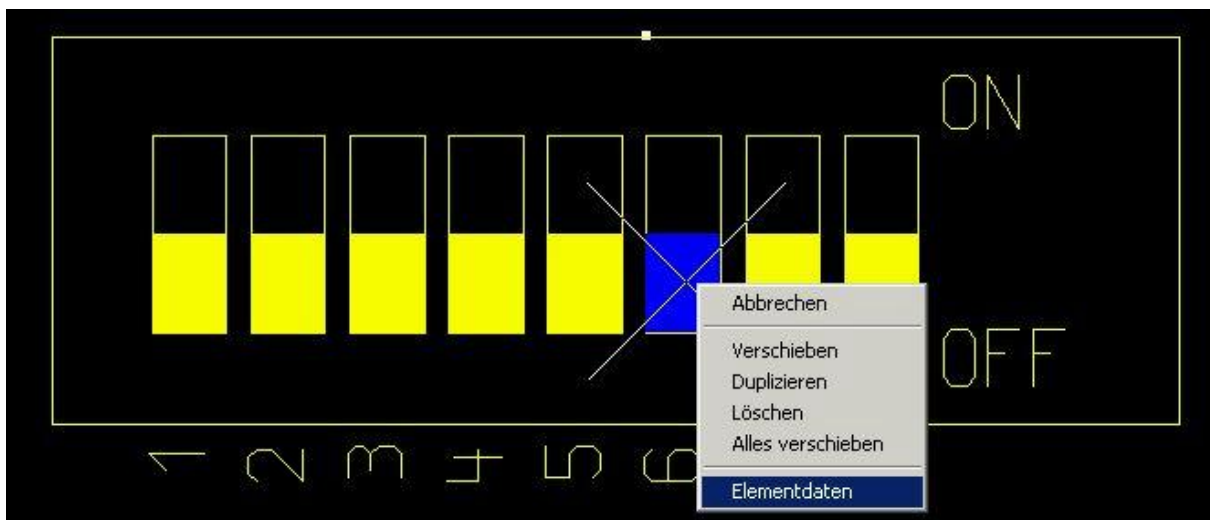 ON
OFF
1 2 3 4 5 6
Abbrechen
Verschieben
Duplizieren
Löschen
Alles verschieben
Elementdaten